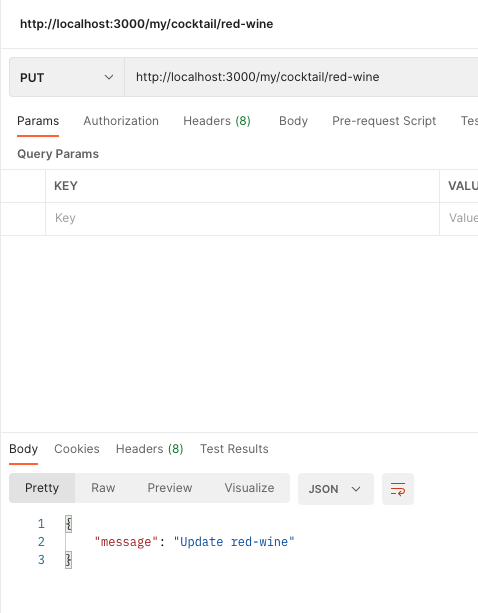 http://localhost:3000/my/cocktail/red-wine
PUT http://localhost:3000/my/cocktail/red-wine
Params Authorization Headers (8) Body Pre-request Script Tes
Query Params
KEY VALU
Key Value
Body Cookies Headers (8) Test Results
Pretty Raw Preview Visualize JSON
1 {
2 "message": "Update red-wine"
3 }